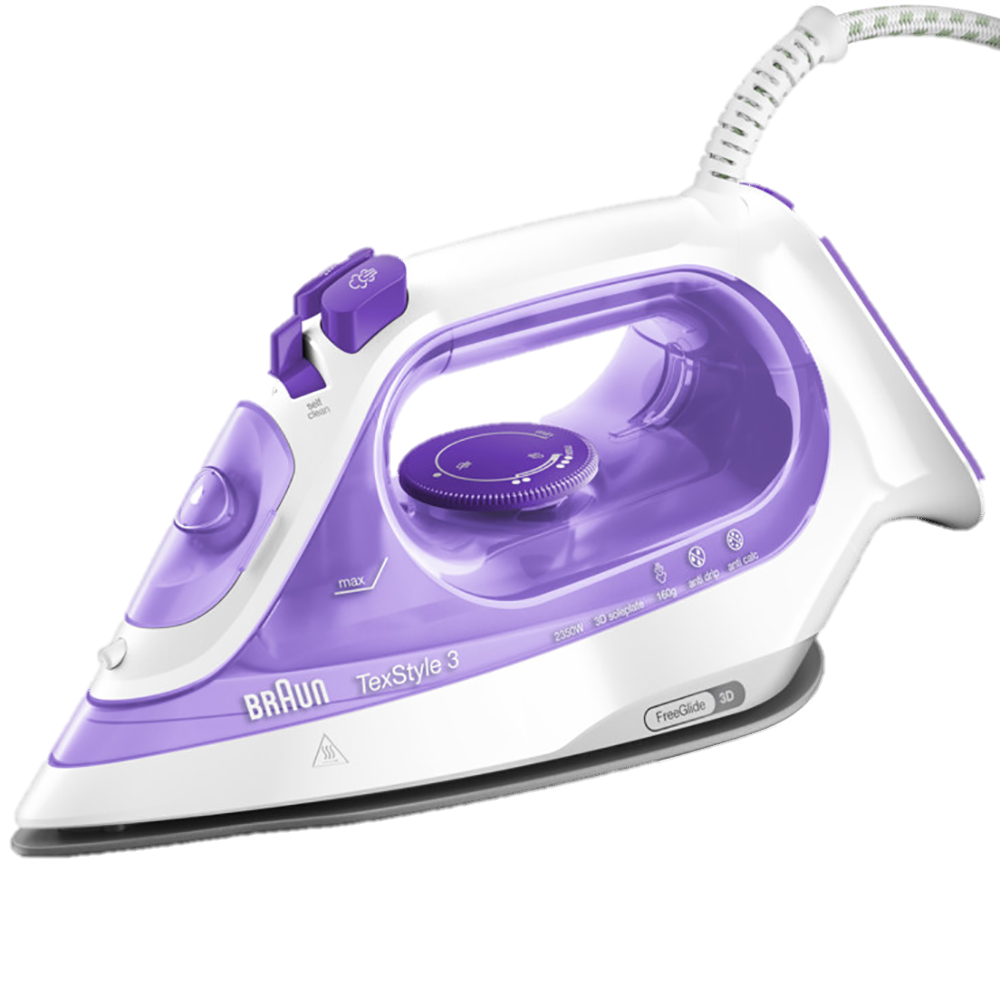 self
clean
max
2350W 3D soleplate 160g anti drip anti calc
BRAUN TexStyle 3
FreeGlide 3D